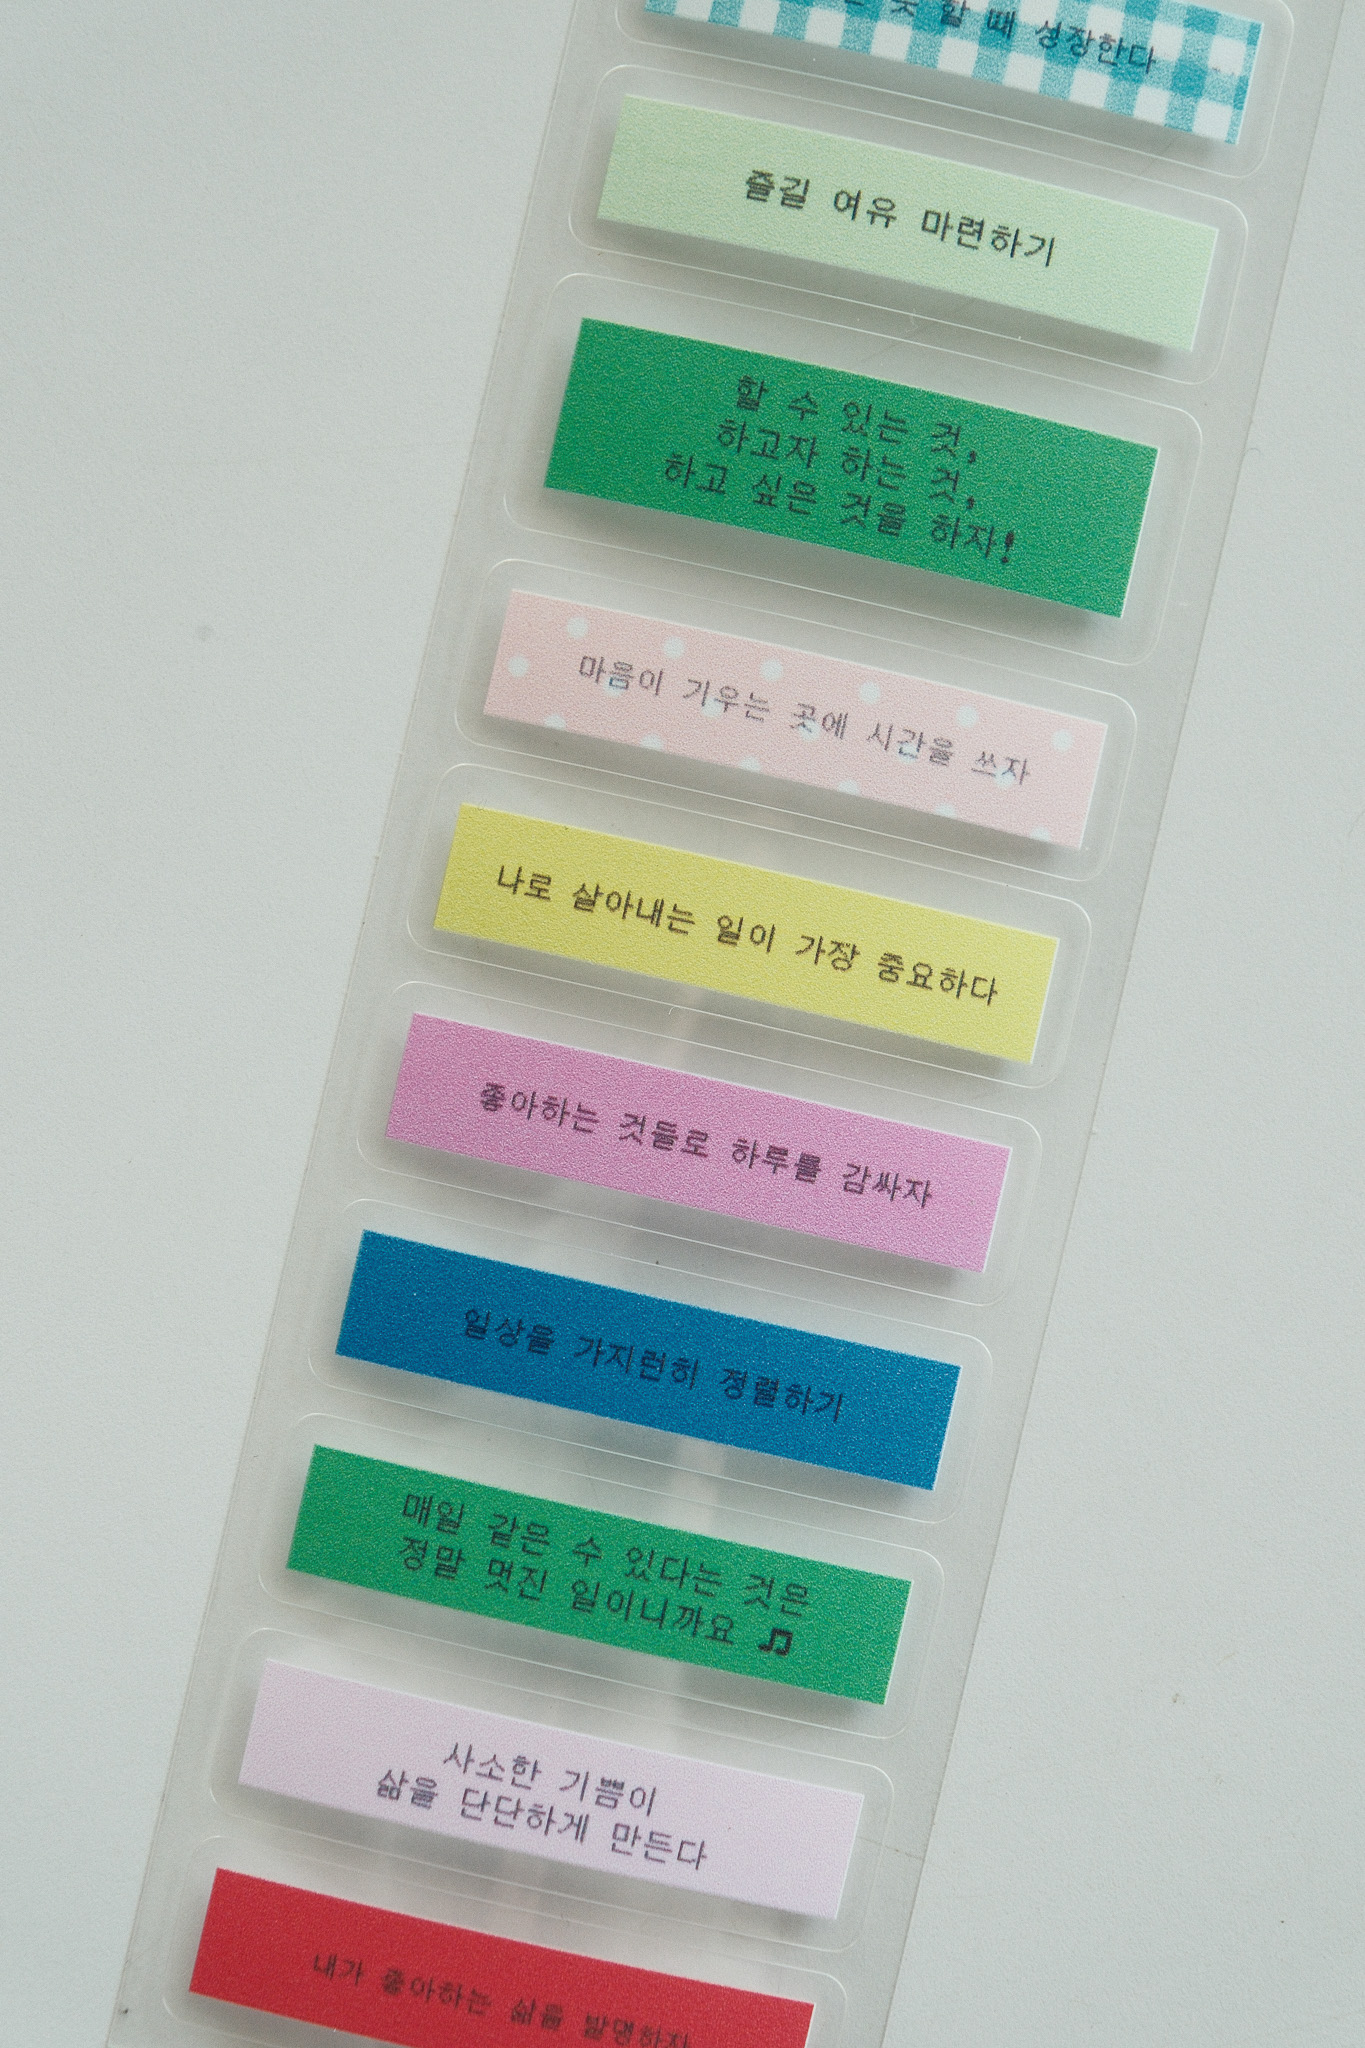 할 때 성장한다
즐길 여유 마련하기
할 수 있는 것,
하고자 하는 것,
하고 싶은 것을 하자!
마음이 기우는 곳에 시간을 쓰자
나로 살아내는 일이 가장 중요하다
좋아하는 것들로 하루를 감싸자
일상을 가지런히 정렬하기
매일 같은 수 있다는 것은
정말 멋진 일이니까요 ♫
사소한 기쁨이
삶을 단단하게 만든다
내가 좋아하는 삶을 발명하자